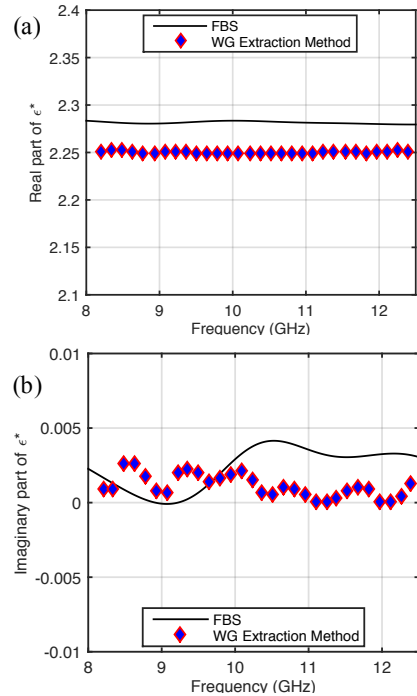 (a)
2.4
FBS
WG Extraction Method
2.35
2.3
2.25
2.2
2.15
2.1
Real part of ϵ*
8 9 10 11 12
Frequency (GHz)
(b)
0.01
0.005
0
-0.005
-0.01
Imaginary part of ϵ*
FBS
WG Extraction Method
8 9 10 11 12
Frequency (GHz)